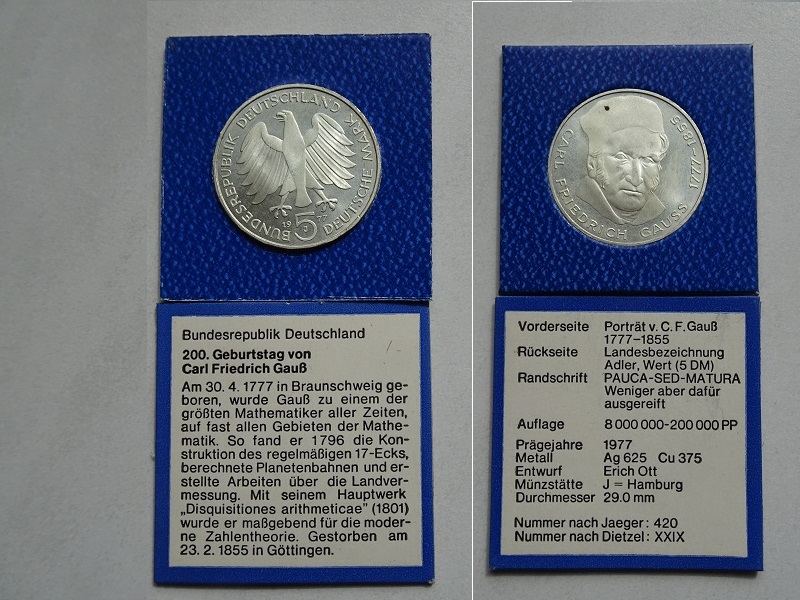 BUNDESREPUBLIK DEUTSCHLAND
5
DEUTSCHE MARK
1977
J
Bundesrepublik Deutschland
200. Geburtstag von
Carl Friedrich Gauß
Am 30. 4. 1777 in Braunschweig ge-
boren, wurde Gauß zu einem der
größten Mathematiker aller Zeiten,
auf fast allen Gebieten der Mathe-
matik. So fand er 1796 die Kon-
struktion des regelmäßigen 17-Ecks,
berechnete Planetenbahnen und er-
stellte Arbeiten über die Landver-
messung. Mit seinem Hauptwerk
„Disquisitiones arithmeticae" (1801)
wurde er maßgebend für die moder-
ne Zahlentheorie. Gestorben am
23. 2. 1855 in Göttingen.
CARL FRIEDRICH GAUSS
1777-1855
Vorderseite Porträt v. C. F. Gauß
1777–1855
Rückseite Landesbezeichnung
Adler, Wert (5 DM)
Randschrift PAUCA-SED-MATURA
Weniger aber dafür
ausgereift
Auflage 8 000 000-200 000 PP
Prägejahre 1977
Metall Ag 625 Cu 375
Entwurf Erich Ott
Münzstätte J = Hamburg
Durchmesser 29.0 mm
Nummer nach Jaeger: 420
Nummer nach Dietzel: XXIX